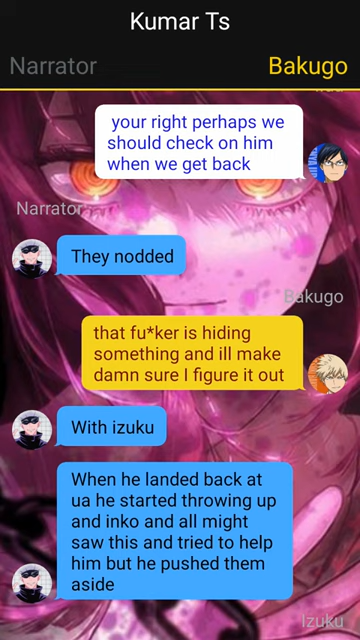 Kumar Ts
Narrator
Bakugo
your right perhaps we
should check on him
when we get back
Narrator
They nodded
Bakugo
that fu*ker is hiding
something and ill make
damn sure I figure it out
With izuku
When he landed back at
ua he started throwing up
and inko and all might
saw this and tried to help
him but he pushed them
aside
Izuku